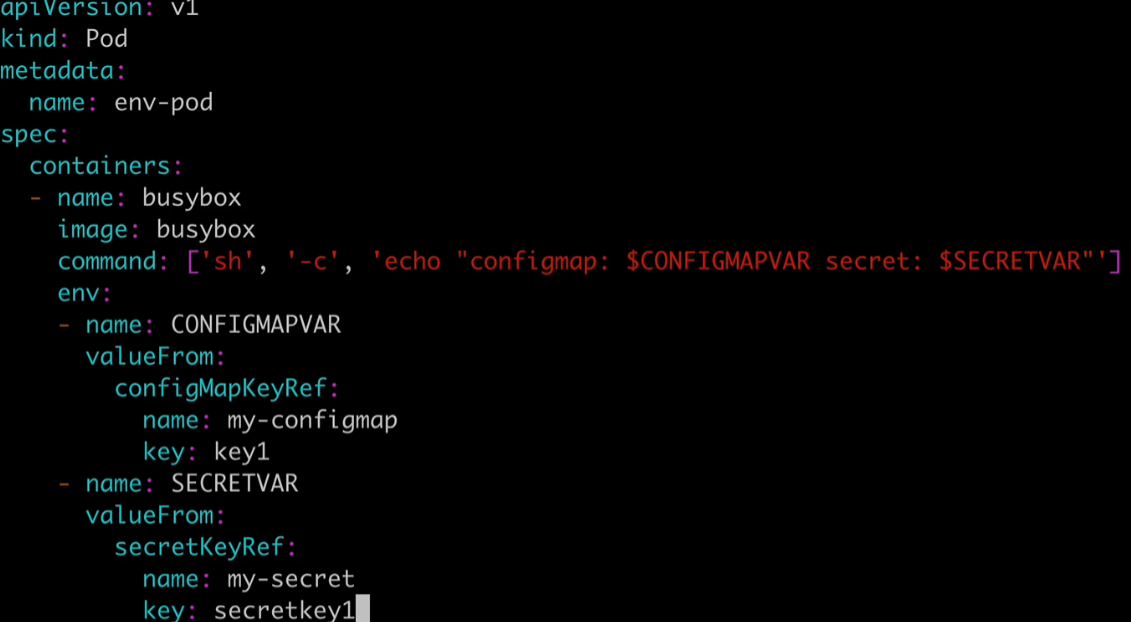 apiVersion: v1
kind: Pod
metadata:
  name: env-pod
spec:
  containers:
  - name: busybox
    image: busybox
    command: ['sh', '-c', 'echo "configmap: $CONFIGMAPVAR secret: $SECRETVAR"']
    env:
    - name: CONFIGMAPVAR
      valueFrom:
        configMapKeyRef:
          name: my-configmap
          key: key1
    - name: SECRETVAR
      valueFrom:
        secretKeyRef:
          name: my-secret
          key: secretkey1